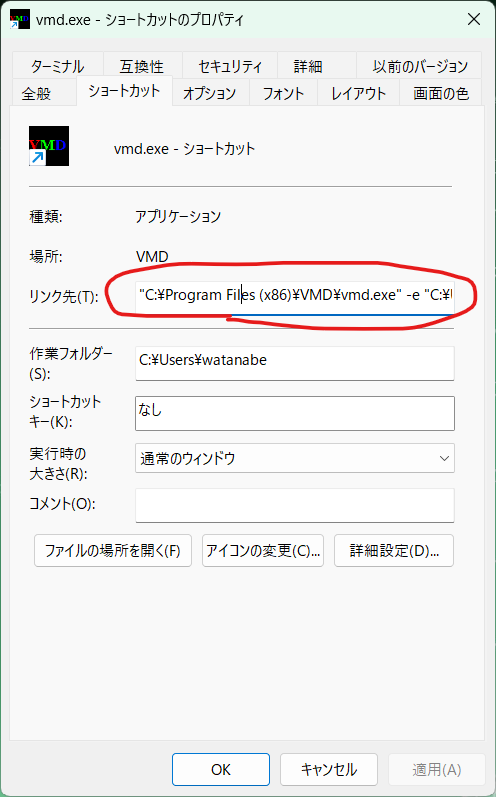 vmd.exe - ショートカットのプロパティ
ターミナル 互換性 セキュリティ 詳細 以前のバージョン
全般 ショートカット オプション フォント レイアウト 画面の色
VMD
vmd.exe - ショートカット
種類: アプリケーション
場所: VMD
リンク先(T): "C:¥Program Files (x86)¥VMD¥vmd.exe" -e "C:¥
作業フォルダー
(S): C:¥Users¥watanabe
ショートカット
キー(K): なし
実行時の
大きさ(R): 通常のウィンドウ
コメント(O):
ファイルの場所を開く(F) アイコンの変更(C)... 詳細設定(D)...
OK キャンセル 適用(A)